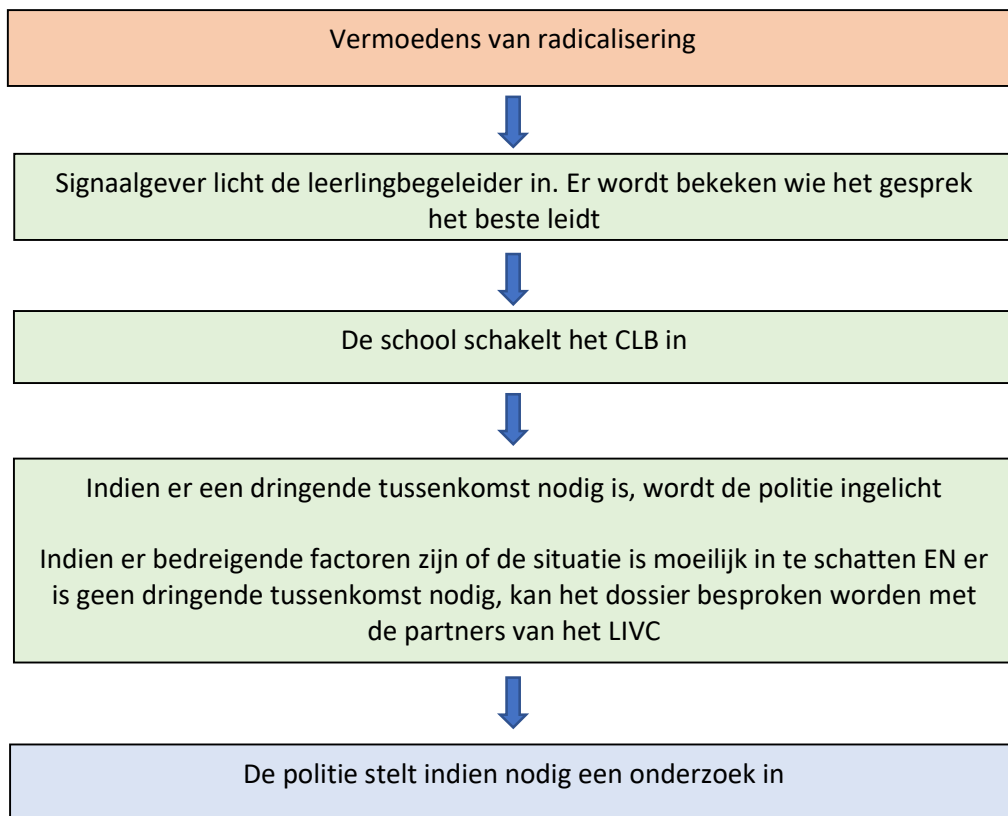 Vermoedens van radicalisering
Signaalgever licht de leerlingbegeleider in. Er wordt bekeken wie het gesprek
het beste leidt
De school schakelt het CLB in
Indien er een dringende tussenkomst nodig is, wordt de politie ingelicht
Indien er bedreigende factoren zijn of de situatie is moeilijk in te schatten EN er
is geen dringende tussenkomst nodig, kan het dossier besproken worden met
de partners van het LIVC
De politie stelt indien nodig een onderzoek in